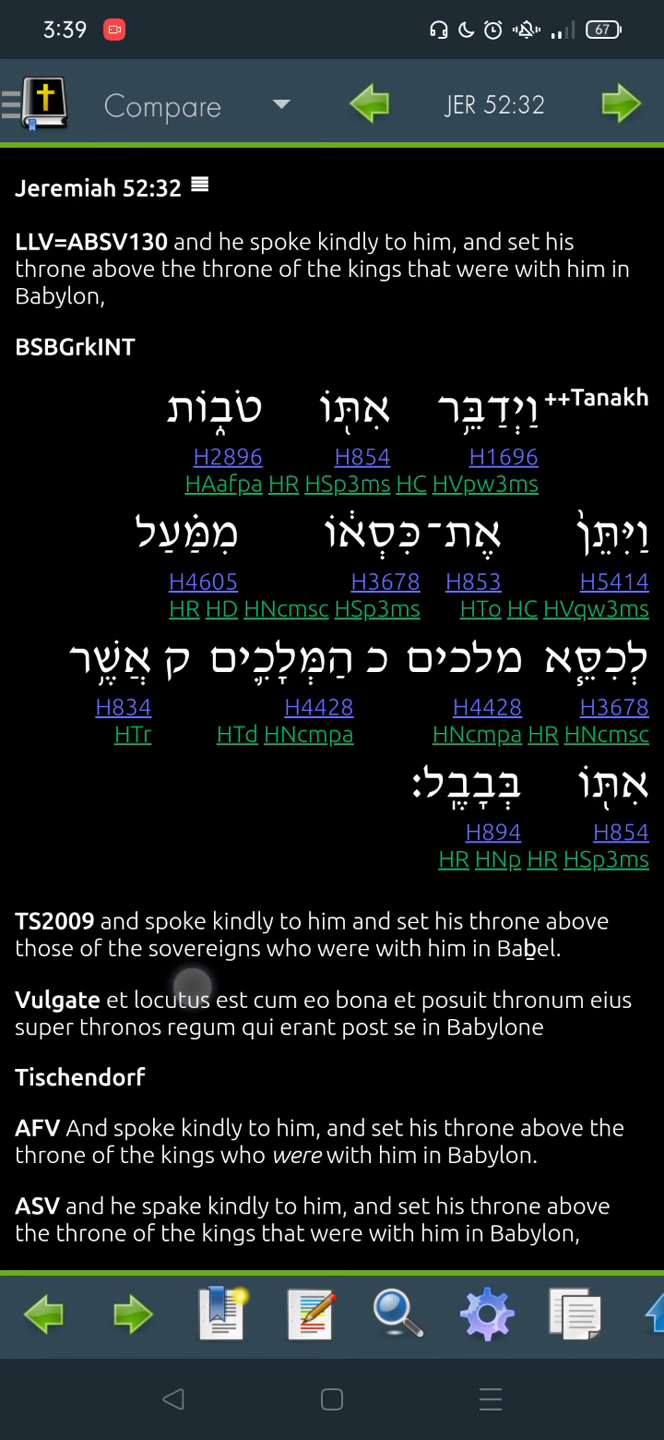 3:39
67
Compare
JER 52:32
Jeremiah 52:32
LLV=ABSV130 and he spoke kindly to him, and set his
throne above the throne of the kings that were with him in
Babylon,
BSBGrkINT
++Tanakh וַיְדַבֵּ֥ר אִתּ֖וֹ טֹב֑וֹת
H2896 H854 H1696
HAafpa HR HSp3ms HC HVpw3ms
וַיִּתֵּן֙ אֶת־כִּסְא֔וֹ מִמַּ֗עַל
H4605 H3678 H853 H5414
HR HD HNcmsc HSp3ms HTo HC HVqw3ms
לְכִסֵּ֧א מלכים כ הַמְּלָכִ֛ים ק אֲשֶׁ֥ר
H834 H4428 H4428 H3678
HTr HTd HNcmpa HNcmpa HR HNcmsc
אִתּ֖וֹ בְּבָבֶֽל׃
H894 H854
HR HNp HR HSp3ms
TS2009 and spoke kindly to him and set his throne above
those of the sovereigns who were with him in Baḇel.
Vulgate et locutus est cum eo bona et posuit thronum eius
super thronos regum qui erant post se in Babylone
Tischendorf
AFV And spoke kindly to him, and set his throne above the
throne of the kings who were with him in Babylon.
ASV and he spake kindly to him, and set his throne above
the throne of the kings that were with him in Babylon,